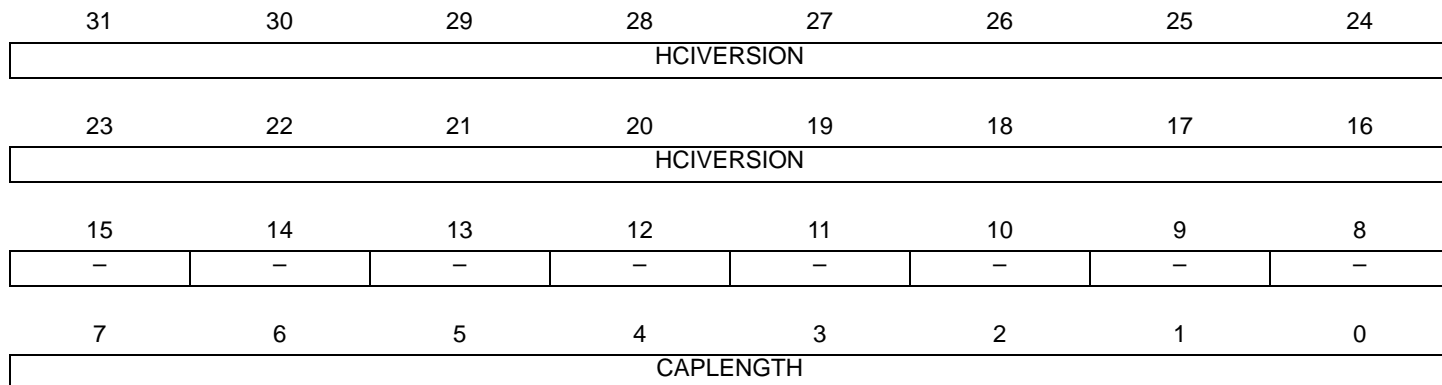 31 30 29 28 27 26 25 24
HCIVERSION
23 22 21 20 19 18 17 16
HCIVERSION
15 14 13 12 11 10 9 8
– – – – – – – –
7 6 5 4 3 2 1 0
CAPLENGTH